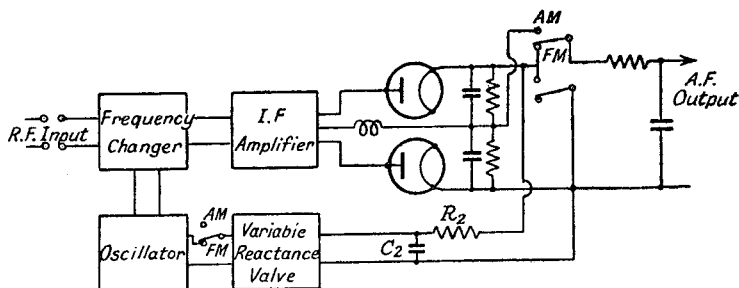 AM
FM
A.F.
Output
R.F. Input
Frequency
Changer
I.F
Amplifier
AM
FM
Oscillator
Variable
Reactance
Valve
R2
C2